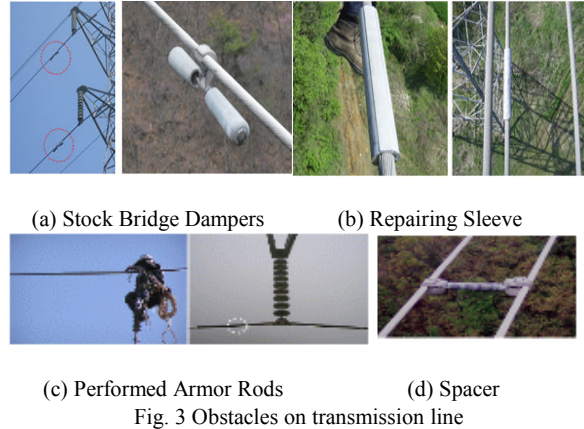 (a) Stock Bridge Dampers (b) Repairing Sleeve
(c) Performed Armor Rods (d) Spacer
Fig. 3 Obstacles on transmission line